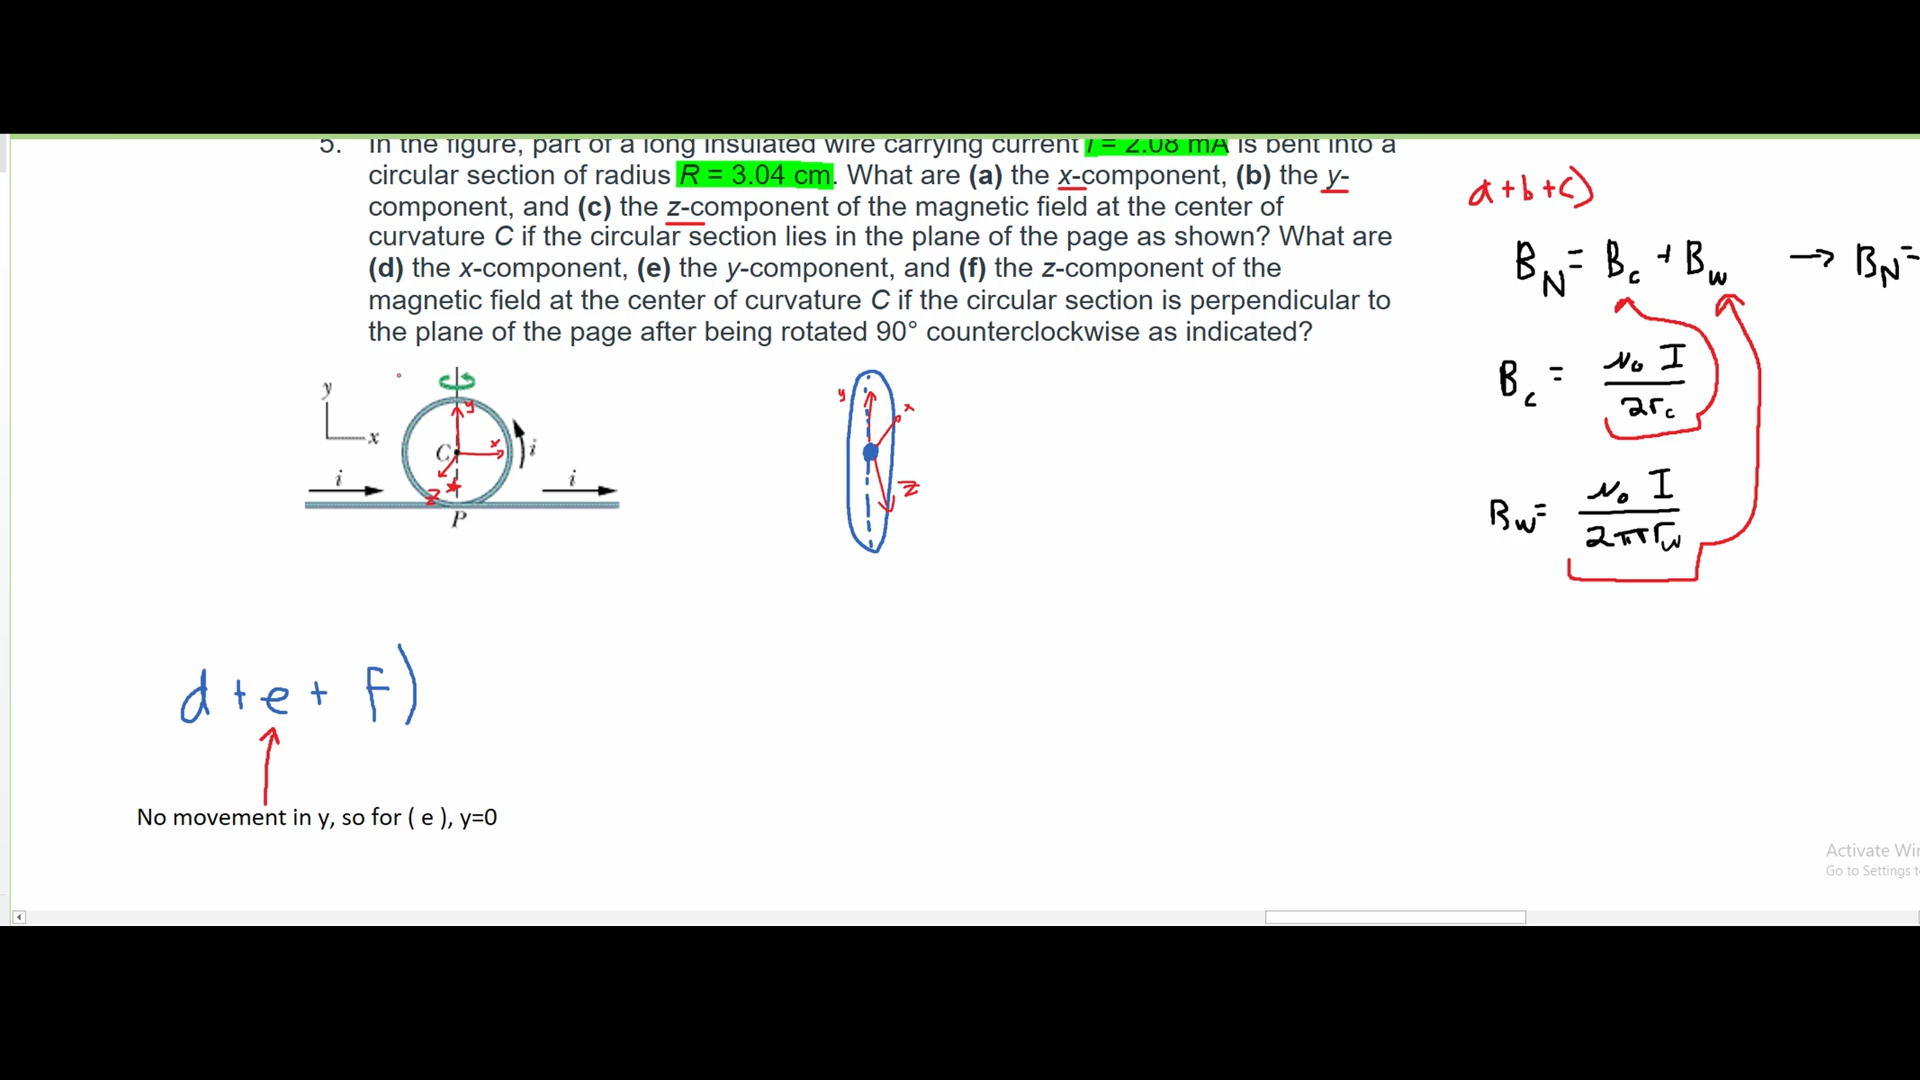 5. In the figure, part of a long insulated wire carrying current i = 2.08 mA is bent into a
circular section of radius R = 3.04 cm. What are (a) the x-component, (b) the y-
component, and (c) the z-component of the magnetic field at the center of
curvature C if the circular section lies in the plane of the page as shown? What are
(d) the x-component, (e) the y-component, and (f) the z-component of the
magnetic field at the center of curvature C if the circular section is perpendicular to
the plane of the page after being rotated 90° counterclockwise as indicated?
y
x
i
y
x
C
z
i
i
P
y
x
z
a+b+c)
B_N = B_c + B_w → B_N =
B_c = μ₀ I / 2r_c
B_w = μ₀ I / 2πr_w
d + e + F)
No movement in y, so for ( e ), y=0
Activate Wi
Go to Settings t